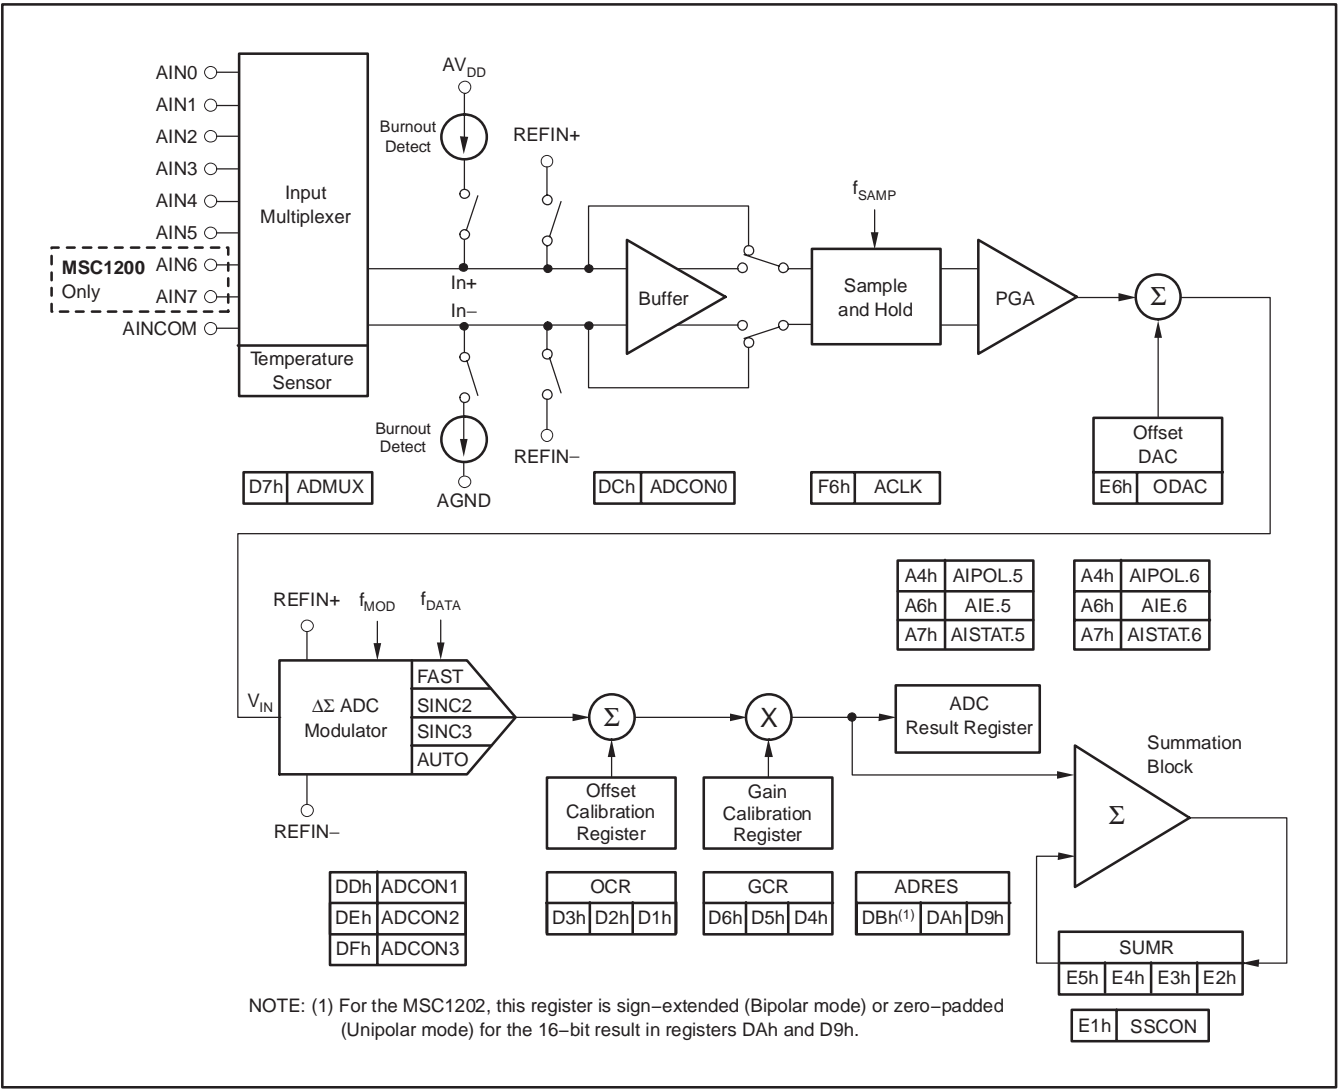 AIN0
AIN1
AIN2
AIN3
AIN4
AIN5
AIN6
AIN7
AINCOM
MSC1200
Only
Input
Multiplexer
Temperature
Sensor
AVDD
Burnout
Detect
REFIN+
In+
In−
Burnout
Detect
REFIN−
AGND
Buffer
fSAMP
Sample
and Hold
PGA
Σ
Offset
DAC
E6h ODAC
D7h ADMUX
DCh ADCON0
F6h ACLK
A4h AIPOL.5
A6h AIE.5
A7h AISTAT.5
A4h AIPOL.6
A6h AIE.6
A7h AISTAT.6
REFIN+
fMOD
fDATA
VIN
ΔΣ ADC
Modulator
FAST
SINC2
SINC3
AUTO
REFIN−
Σ
X
Offset
Calibration
Register
Gain
Calibration
Register
ADC
Result Register
Summation
Block
Σ
DDh ADCON1
DEh ADCON2
DFh ADCON3
OCR
D3h D2h D1h
GCR
D6h D5h D4h
ADRES
DBh(1) DAh D9h
SUMR
E5h E4h E3h E2h
E1h SSCON
NOTE: (1) For the MSC1202, this register is sign−extended (Bipolar mode) or zero−padded
(Unipolar mode) for the 16−bit result in registers DAh and D9h.